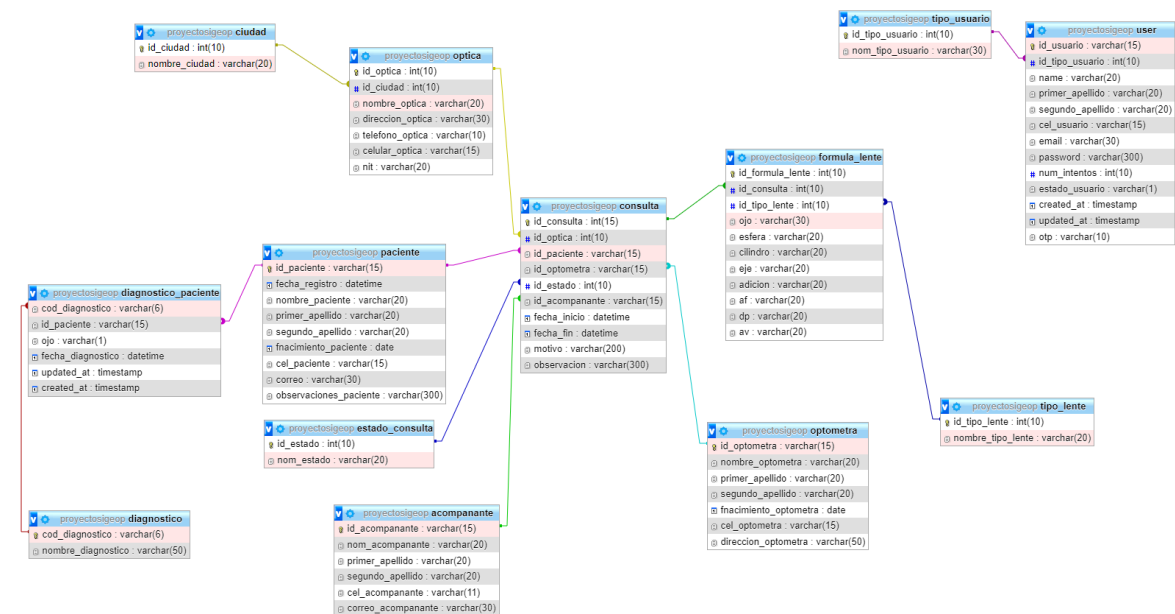 proyectosigeop ciudad
id_ciudad : int(10)
nombre_ciudad : varchar(20)
proyectosigeop optica
id_optica : int(10)
id_ciudad : int(10)
nombre_optica : varchar(20)
direccion_optica : varchar(30)
telefono_optica : varchar(10)
celular_optica : varchar(15)
nit : varchar(20)
proyectosigeop tipo_usuario
id_tipo_usuario : int(10)
nom_tipo_usuario : varchar(30)
proyectosigeop user
id_usuario : varchar(15)
id_tipo_usuario : int(10)
name : varchar(20)
primer_apellido : varchar(20)
segundo_apellido : varchar(20)
cel_usuario : varchar(15)
email : varchar(30)
password : varchar(300)
num_intentos : int(10)
estado_usuario : varchar(1)
created_at : timestamp
updated_at : timestamp
otp : varchar(10)
proyectosigeop formula_lente
id_formula_lente : int(10)
id_consulta : int(10)
id_tipo_lente : int(10)
ojo : varchar(30)
esfera : varchar(20)
cilindro : varchar(20)
eje : varchar(20)
adicion : varchar(20)
af : varchar(20)
dp : varchar(20)
av : varchar(20)
proyectosigeop consulta
id_consulta : int(15)
id_optica : int(10)
id_paciente : varchar(15)
id_optometra : varchar(15)
id_estado : int(10)
id_acompanante : varchar(15)
fecha_inicio : datetime
fecha_fin : datetime
motivo : varchar(200)
observacion : varchar(300)
proyectosigeop paciente
id_paciente : varchar(15)
fecha_registro : datetime
nombre_paciente : varchar(20)
primer_apellido : varchar(20)
segundo_apellido : varchar(20)
fnacimiento_paciente : date
cel_paciente : varchar(15)
correo : varchar(30)
observaciones_paciente : varchar(300)
proyectosigeop diagnostico_paciente
cod_diagnostico : varchar(6)
id_paciente : varchar(15)
ojo : varchar(1)
fecha_diagnostico : datetime
updated_at : timestamp
created_at : timestamp
proyectosigeop estado_consulta
id_estado : int(10)
nom_estado : varchar(20)
proyectosigeop tipo_lente
id_tipo_lente : int(10)
nombre_tipo_lente : varchar(20)
proyectosigeop optometra
id_optometra : varchar(15)
nombre_optometra : varchar(20)
primer_apellido : varchar(20)
segundo_apellido : varchar(20)
fnacimiento_optometra : date
cel_optometra : varchar(15)
direccion_optometra : varchar(50)
proyectosigeop diagnostico
cod_diagnostico : varchar(6)
nombre_diagnostico : varchar(50)
proyectosigeop acompanante
id_acompanante : varchar(15)
nom_acompanante : varchar(20)
primer_apellido : varchar(20)
segundo_apellido : varchar(20)
cel_acompanante : varchar(11)
correo_acompanante : varchar(30)